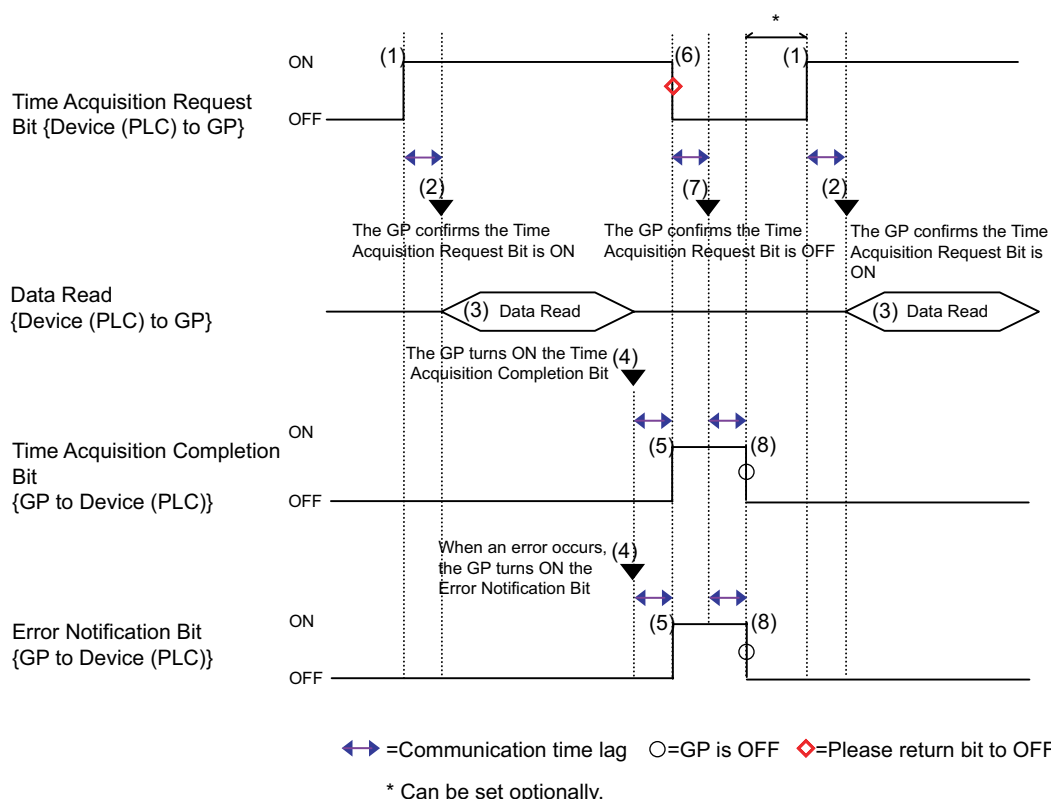 *
ON
(1)
(6)
(1)
Time Acquisition Request
Bit {Device (PLC) to GP}
OFF
(2)
(7)
(2)
The GP confirms the Time
Acquisition Request Bit is ON
The GP confirms the Time
Acquisition Request Bit is OFF
The GP confirms the Time
Acquisition Request Bit is
ON
Data Read
{Device (PLC) to GP}
(3) Data Read
(3) Data Read
The GP turns ON the Time
Acquisition Completion Bit
(4)
ON
Time Acquisition Completion
Bit
{GP to Device (PLC)}
(5)
(8)
OFF
When an error occurs,
the GP turns ON the
Error Notification Bit
(4)
ON
Error Notification Bit
{GP to Device (PLC)}
(5)
(8)
OFF
=Communication time lag
=GP is OFF
=Please return bit to OFF
* Can be set optionally.